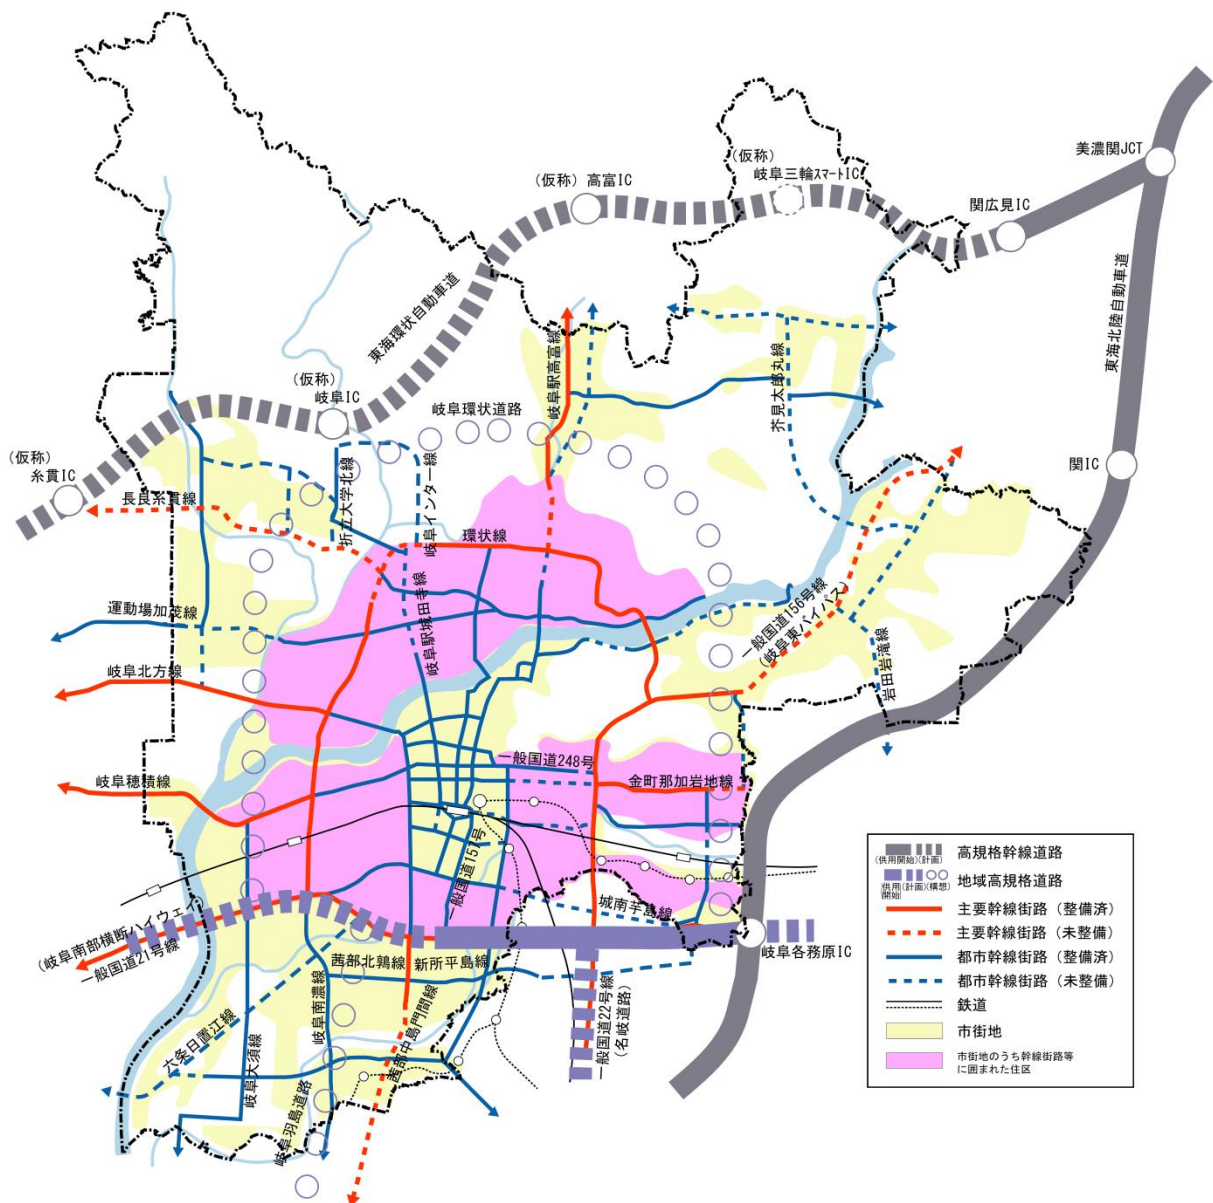 美濃関JCT
(仮称)
岐阜三輪スマートIC
(仮称) 高富IC
関広見IC
東海環状自動車道
東海北陸自動車道
岐阜駅高富線
芥見太郎丸線
(仮称)
岐阜IC
岐阜環状道路
(仮称)
糸貫IC
関IC
長良糸貫線
折立大学北線
岐阜インター線
環状線
運動場加茂線
岐阜駅城田寺線
一般国道156号線
(岐阜東バイパス)
岩田岩滝線
岐阜北方線
一般国道248号
岐阜穂積線
金町那加岩地線
一般国道157号
城南芋島線
(岐阜南部横断ハイウェイ)
一般国道21号線
岐阜各務原IC
茜部北鶉線
新所平島線
岐阜南濃線
六条日置江線
茜部中島門間線
一般国道22号線
(名岐道路)
岐阜大須線
岐阜羽島道路
(供用開始)(計画)
高規格幹線道路
(供用開始)(計画)(構想)
地域高規格道路
主要幹線街路(整備済)
主要幹線街路(未整備)
都市幹線街路(整備済)
都市幹線街路(未整備)
鉄道
市街地
市街地のうち幹線街路等
に囲まれた住区